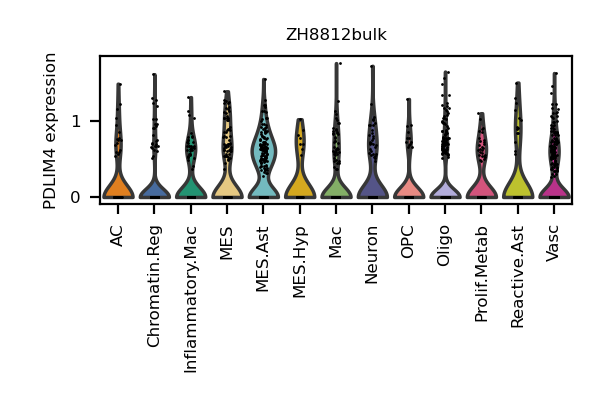 ZH8812bulk
PDLIM4 expression
1
0
AC
Chromatin.Reg
Inflammatory.Mac
MES
MES.Ast
MES.Hyp
Mac
Neuron
OPC
Oligo
Prolif.Metab
Reactive.Ast
Vasc